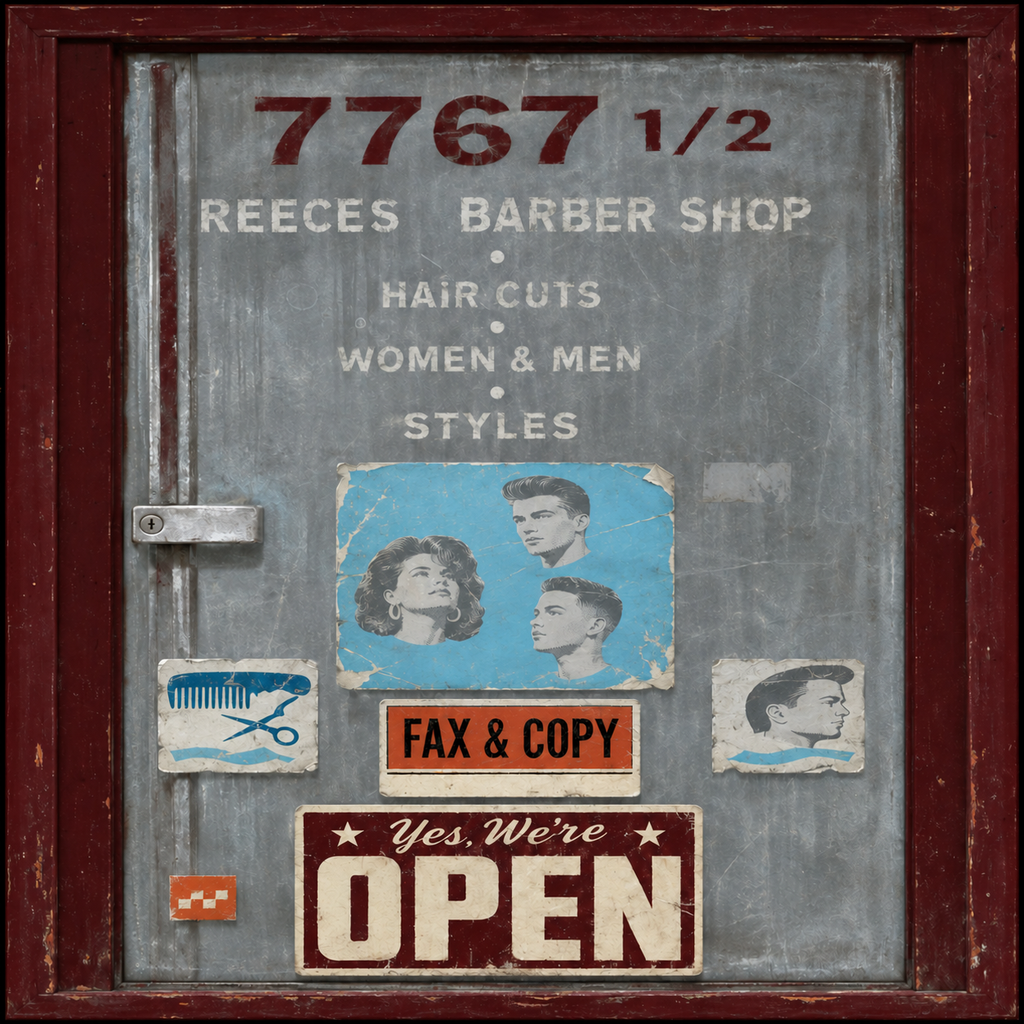 7767 1/2
REECES BARBER SHOP
HAIR CUTS
WOMEN & MEN
STYLES
FAX & COPY
Yes, We're
OPEN